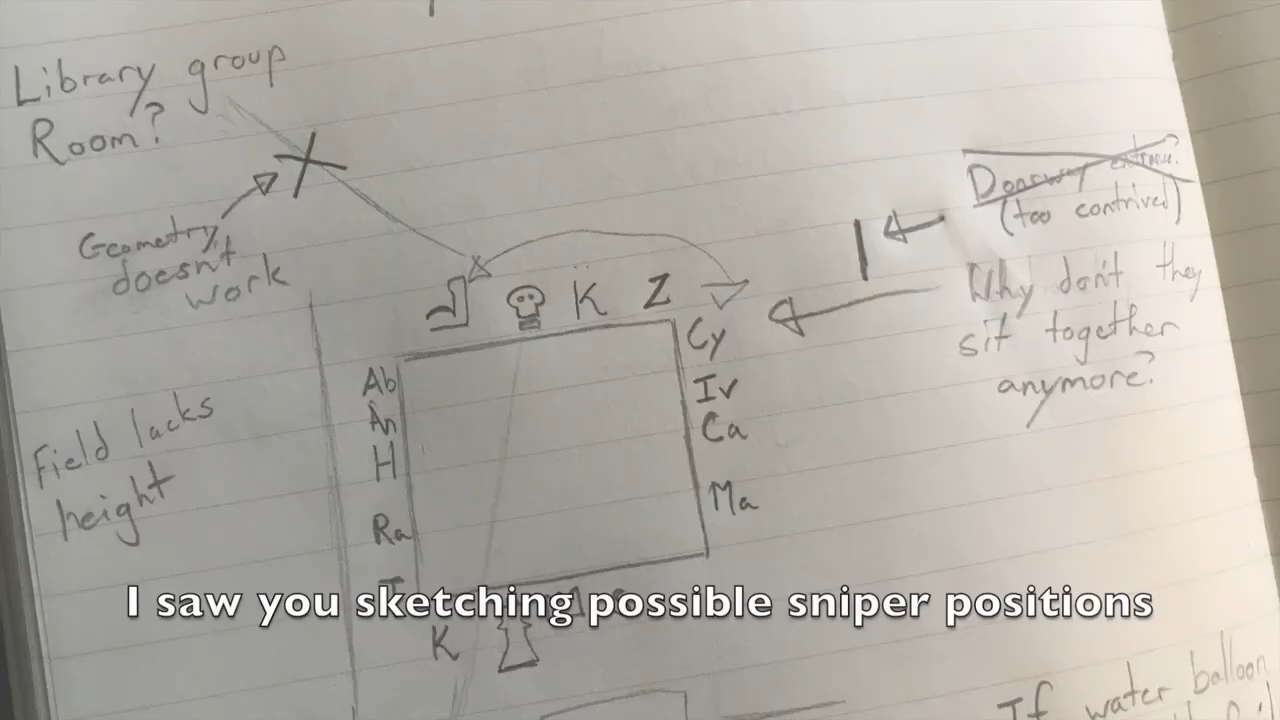 Library group
Room?
Geometry
doesn't
work
Doorway entrance?
(too contrived)
Why don't they
sit together
anymore?
K Z
Cy
Ab
Iv
An
Ca
H
Ma
Ra
Field lacks
height
I saw you sketching possible sniper positions
K
If water balloon